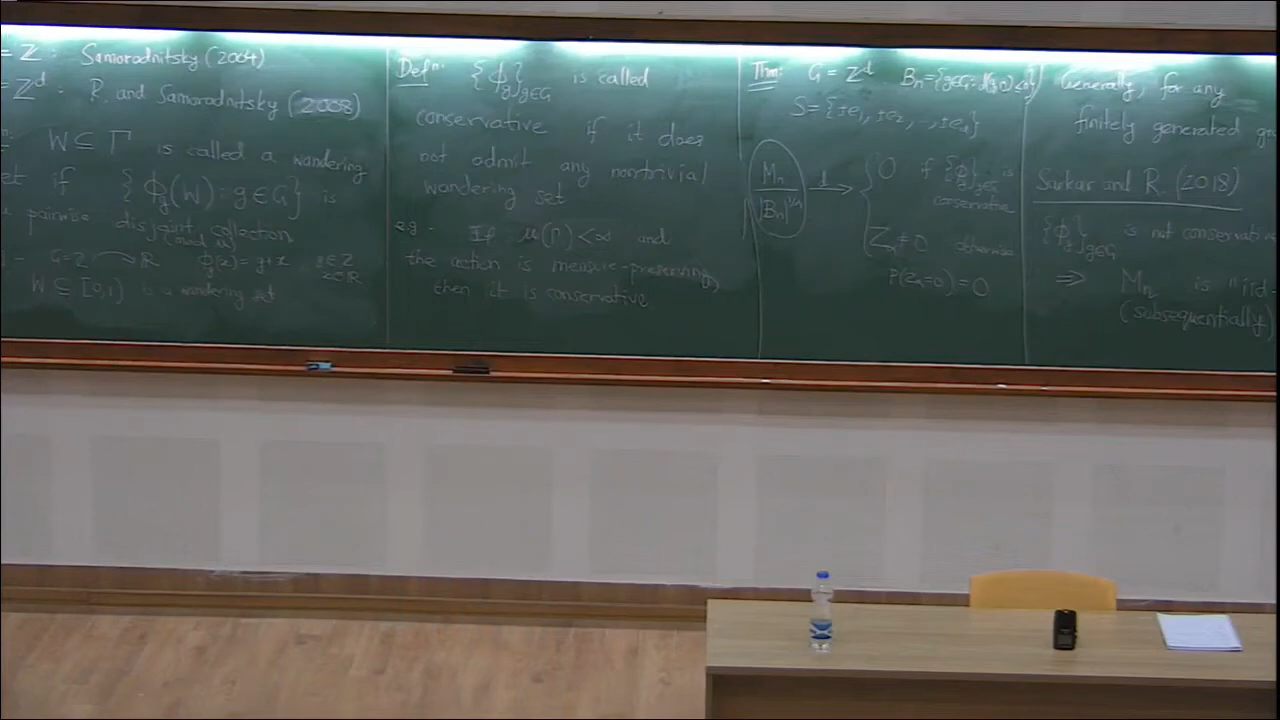 = Z : Samorodnitsky (2004)
= Z^d : R. and Samorodnitsky (2008)
W ⊆ Γ is called a wandering
set if {ϕ_g(W) : g ∈ G} is
a pairwise disjoint collection
(mod μ)
G = Z ↷ R ϕ_g(x) = g + x g ∈ Z
x ∈ R
W ⊆ [0,1) is a wandering set
Defn: {ϕ_g}_{g∈G} is called
conservative if it does
not admit any nontrivial
wandering set
e.g. - If μ(Γ) < ∞ and
the action is measure-preserving,
then it is conservative
Thm: G = Z^d
S = {±e_1, ±e_2, .., ±e_d}
M_n / |B_n|^{1/α} →^d { 0 if {ϕ_g}_{g∈G} is
conservative
Z_α ≠ 0 otherwise
P(Z_α = 0) = 0
Generally, for any
finitely generated
Sarkar and R. (2018)
{ϕ_g}_{g∈G} is not conservative
⇒ M_n is "iid-
(subsequentially)